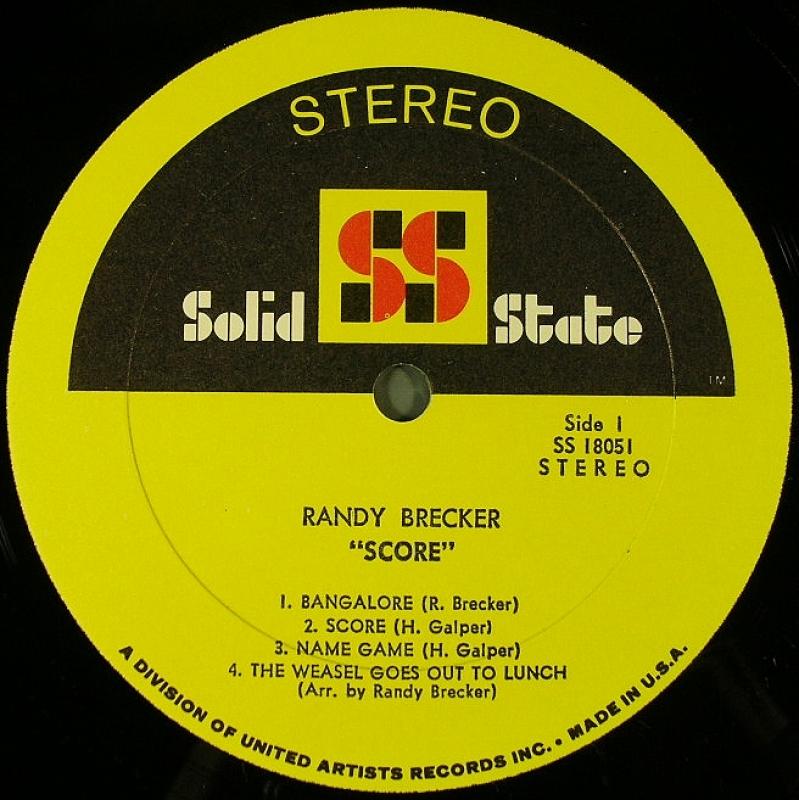 STEREO
SS
Solid State
TM
Side 1
SS 18051
STEREO
RANDY BRECKER
“SCORE”
1. BANGALORE (R. Brecker)
2. SCORE (H. Galper)
3. NAME GAME (H. Galper)
4. THE WEASEL GOES OUT TO LUNCH
(Arr. by Randy Brecker)
A DIVISION OF UNITED ARTISTS RECORDS INC. • MADE IN U.S.A.